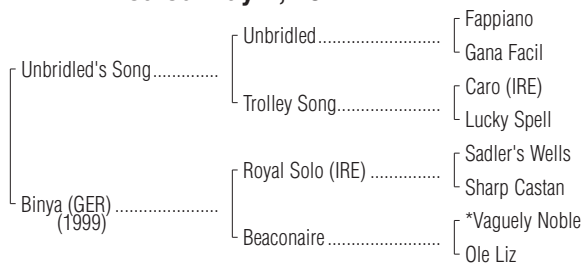 Fappiano
Unbridled
Gana Facil
Unbridled's Song
Caro (IRE)
Trolley Song
Lucky Spell
Sadler's Wells
Royal Solo (IRE)
Sharp Castan
Binya (GER)
(1999)
*Vaguely Noble
Beaconaire
Ole Liz